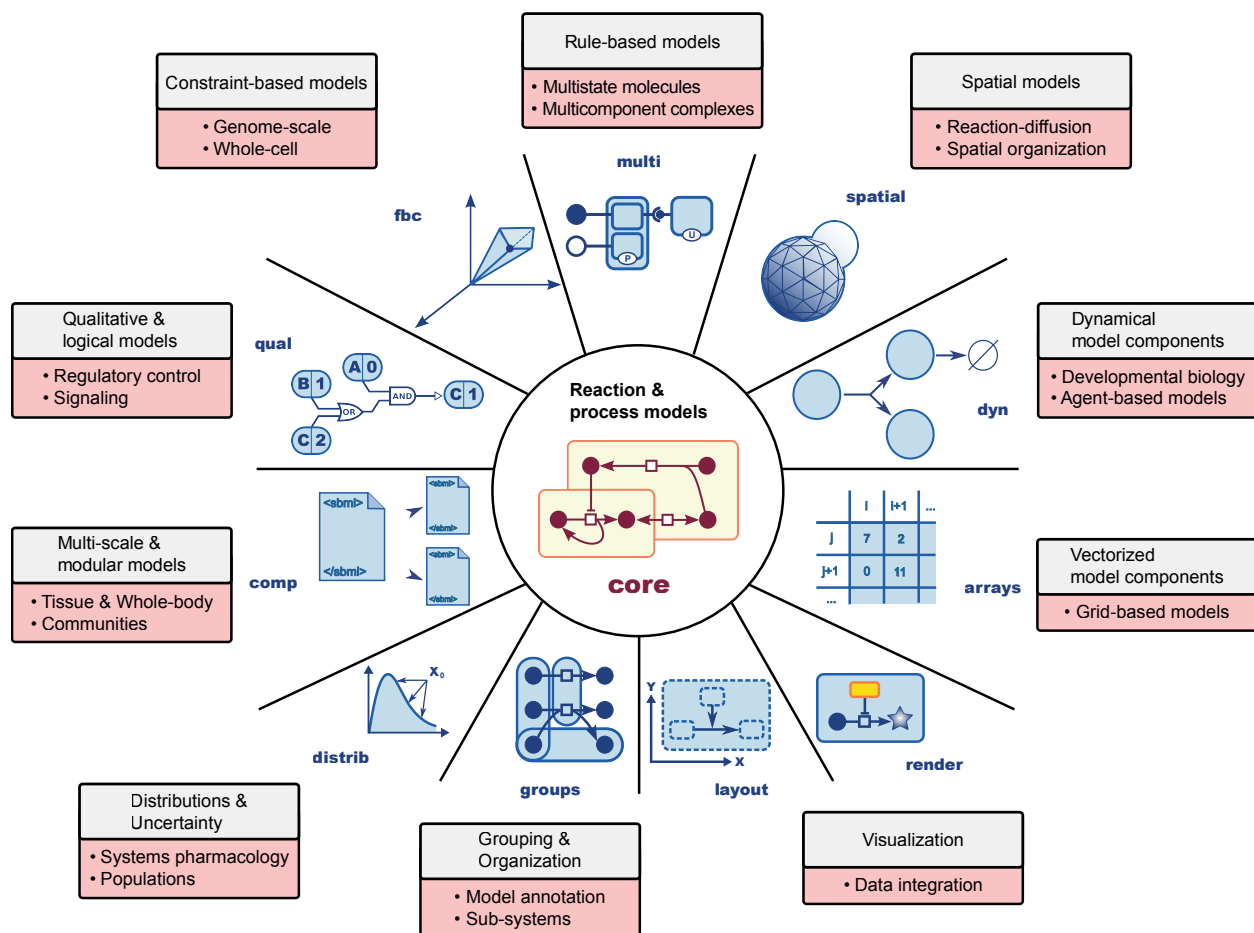 Rule-based models
• Multistate molecules
• Multicomponent complexes
multi
P
U
Constraint-based models
• Genome-scale
• Whole-cell
fbc
Spatial models
• Reaction-diffusion
• Spatial organization
spatial
Qualitative &
logical models
• Regulatory control
• Signaling
qual
A 0
B 1
AND
C 1
OR
C 2
Dynamical
model components
• Developmental biology
• Agent-based models
dyn
Reaction &
process models
core
Multi-scale &
modular models
• Tissue & Whole-body
• Communities
comp
<sbml>
</sbml>
<sbml>
</sbml>
<sbml>
</sbml>
i i+1 ...
j 7 2
j+1 0 11
...
arrays
Vectorized
model components
• Grid-based models
X0
distrib
Distributions &
Uncertainty
• Systems pharmacology
• Populations
groups
Grouping &
Organization
• Model annotation
• Sub-systems
Y
X
layout
render
Visualization
• Data integration